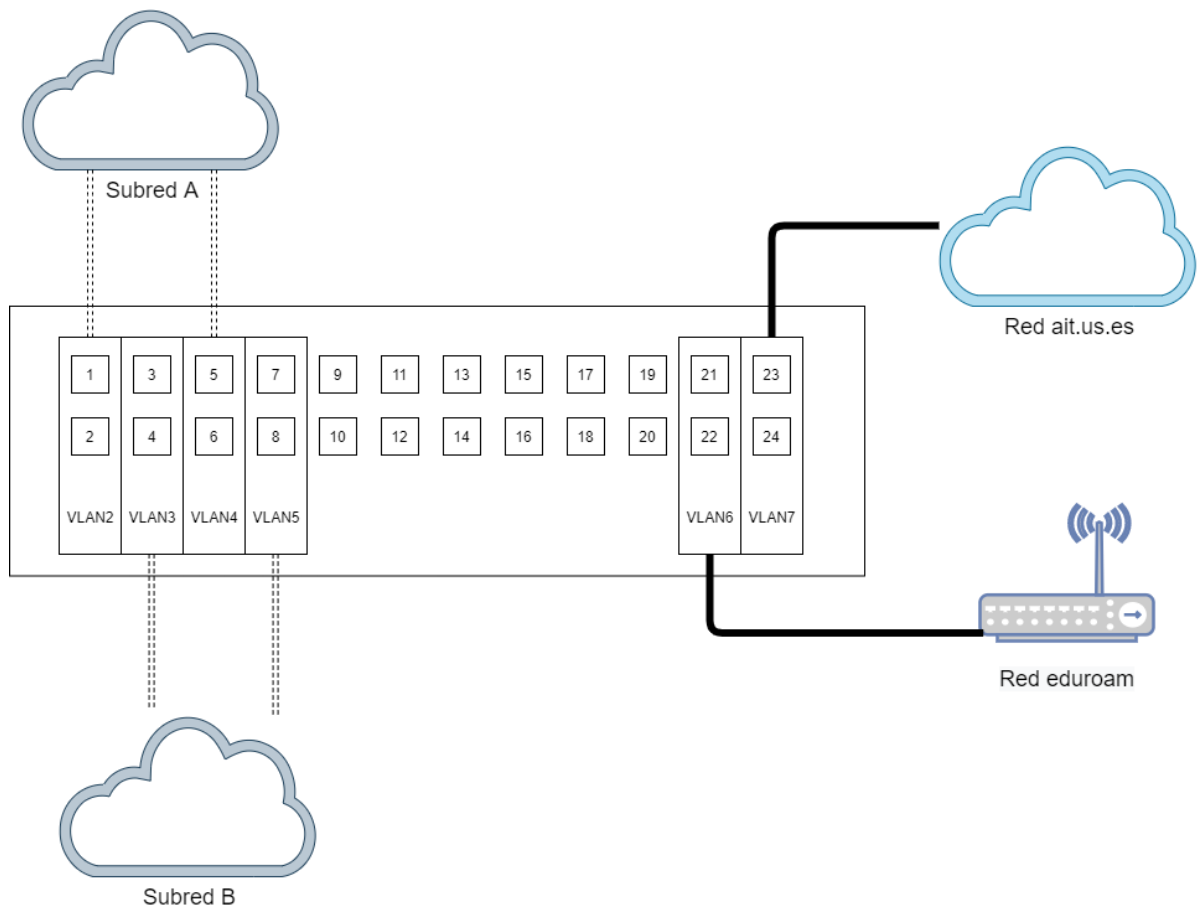 Subred A
Red ait.us.es
1 3 5 7 9 11 13 15 17 19 21 23
2 4 6 8 10 12 14 16 18 20 22 24
VLAN2 VLAN3 VLAN4 VLAN5 VLAN6 VLAN7
Red eduroam
Subred B